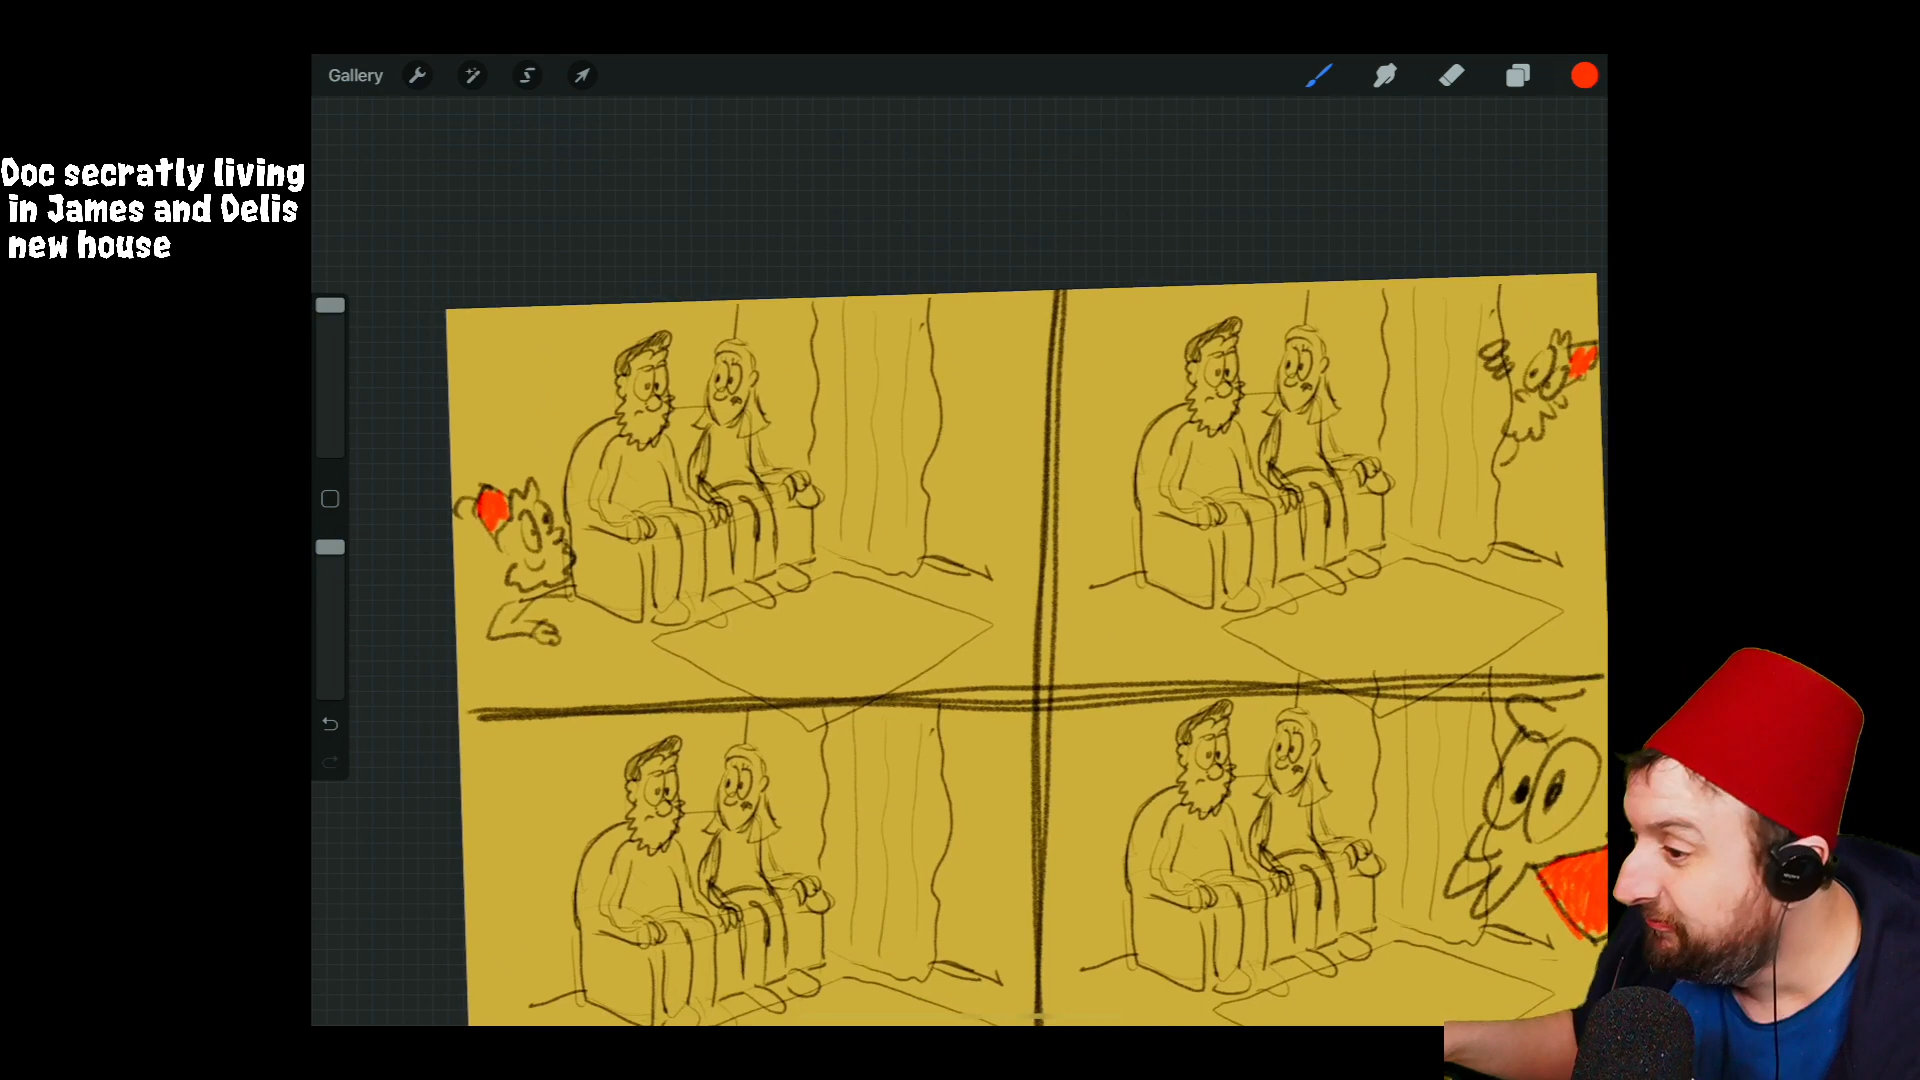 Gallery
Doc secratly living
in James and Delis
new house